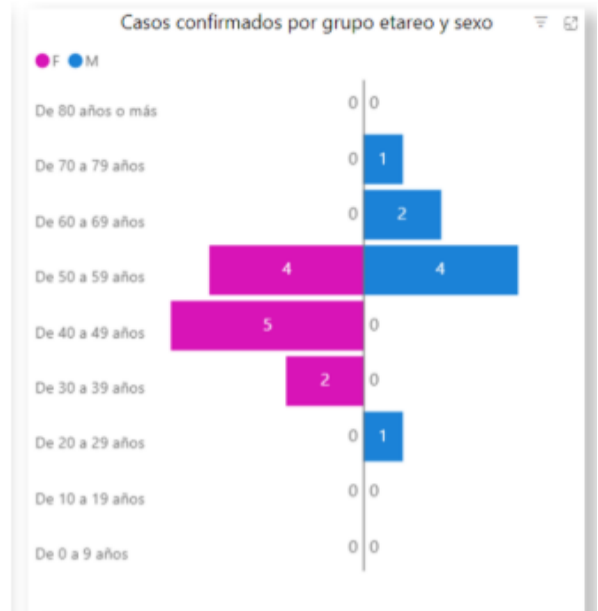 Casos confirmados por grupo etareo y sexo
F M
De 80 años o más 0 0
De 70 a 79 años 0 1
De 60 a 69 años 0 2
De 50 a 59 años 4 4
De 40 a 49 años 5 0
De 30 a 39 años 2 0
De 20 a 29 años 0 1
De 10 a 19 años 0 0
De 0 a 9 años 0 0